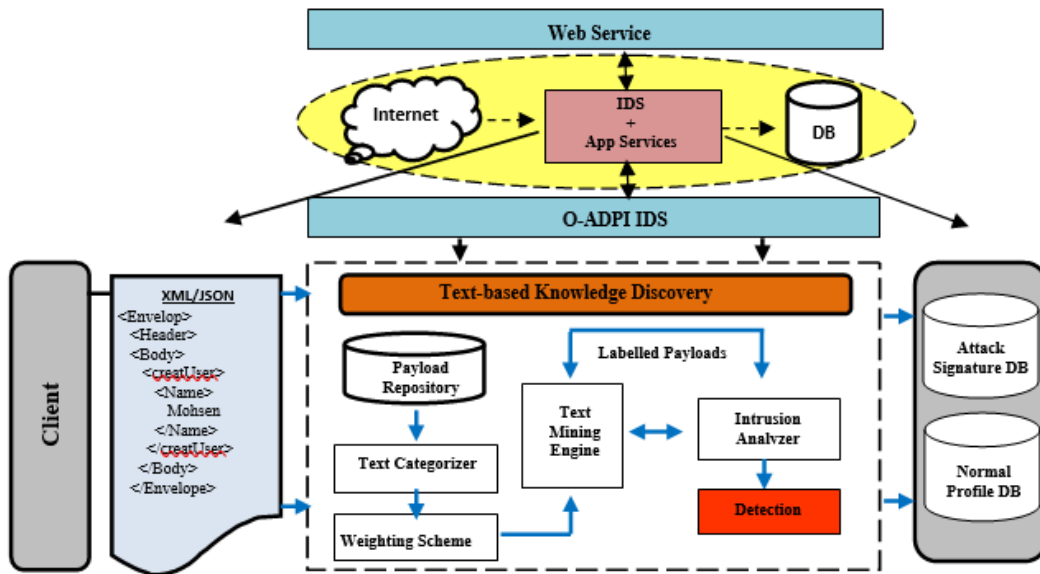 Web Service
Internet
IDS
+
App Services
DB
O-ADPI IDS
Client
XML/JSON
<Envelop>
<Header>
<Body>
<creatUser>
<Name>
Mohsen
</Name>
</creatUser>
</Body>
</Envelope>
Text-based Knowledge Discovery
Payload
Repository
Labelled Payloads
Text
Mining
Engine
Intrusion
Analyzer
Text Categorizer
Weighting Scheme
Detection
Attack
Signature DB
Normal
Profile DB